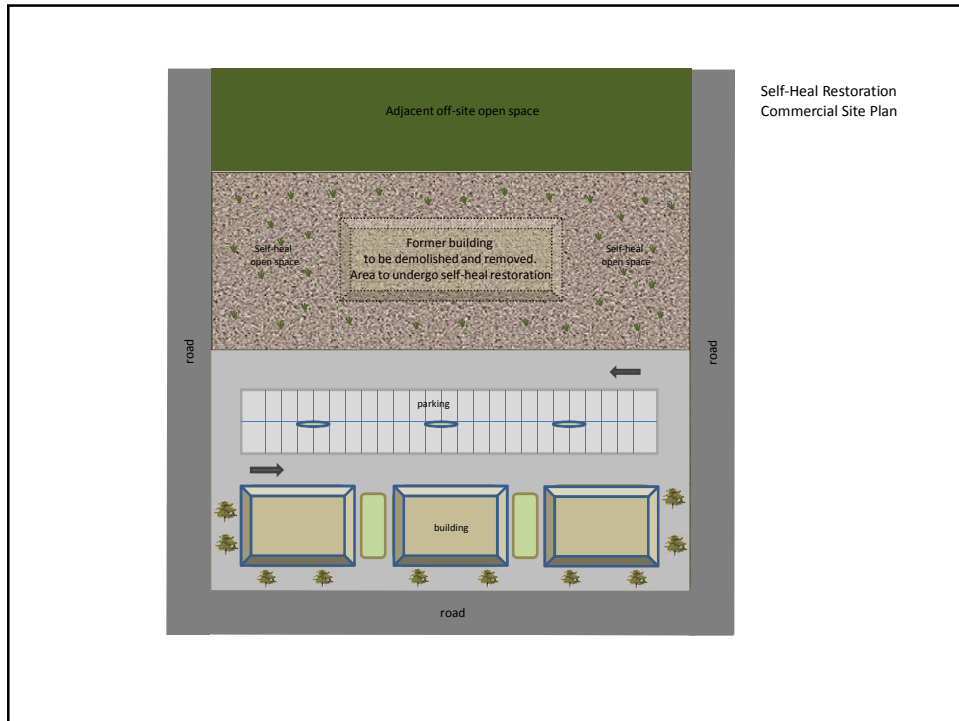 Self-Heal Restoration
Commercial Site Plan
Adjacent off-site open space
Self-heal
open space
Former building
to be demolished and removed.
Area to undergo self-heal restoration
Self-heal
open space
road
road
parking
building
road